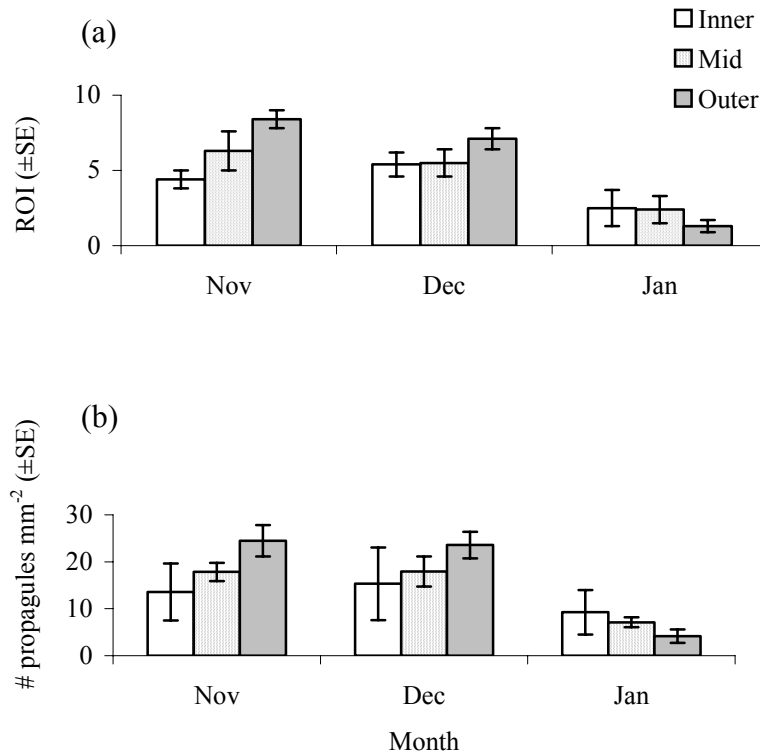 (a)
Inner
Mid
Outer
ROI (±SE)
10
5
0
Nov Dec Jan
(b)
# propagules mm⁻² (±SE)
30
20
10
0
Nov Dec Jan
Month